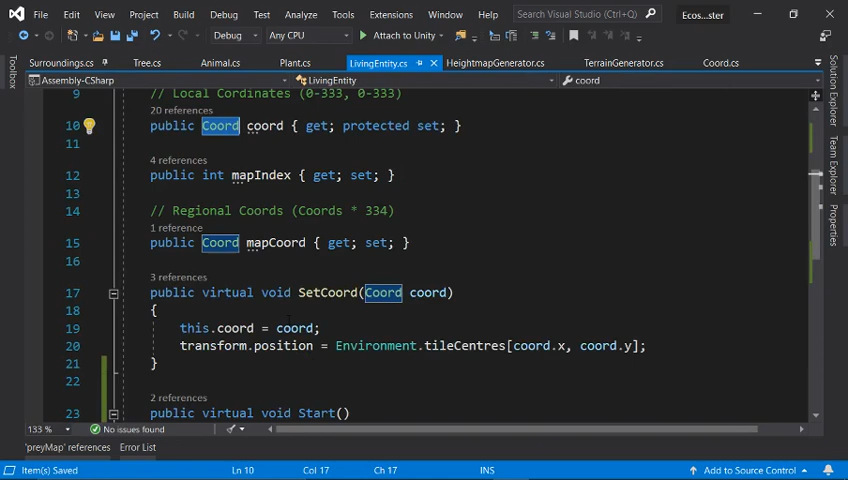 File Edit View Git Project Build Debug Test Analyze Tools Extensions Window Help Search Visual Studio (Ctrl+Q) Ecos...ster
Debug Any CPU Attach to Unity
Toolbox
Surroundings.cs Tree.cs Animal.cs Plant.cs LivingEntity.cs HeightmapGenerator.cs TerrainGenerator.cs Coord.cs
Assembly-CSharp LivingEntity coord
9 // Local Cordinates (0-333, 0-333)
20 references
10 public Coord coord { get; protected set; }
11
4 references
12 public int mapIndex { get; set; }
13
14 // Regional Coords (Coords * 334)
1 reference
15 public Coord mapCoord { get; set; }
16
3 references
17 public virtual void SetCoord(Coord coord)
18 {
19 this.coord = coord;
20 transform.position = Environment.tileCentres[coord.x, coord.y];
21 }
22
2 references
23 public virtual void Start()
Solution Explorer
Team Explorer
Properties
133 % No issues found
'preyMap' references Error List
Item(s) Saved Ln 10 Col 17 Ch 17 INS Add to Source Control